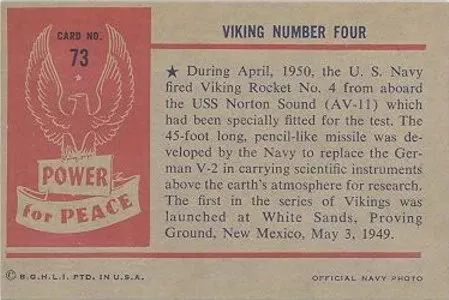 CARD NO.
73
POWER
for PEACE
VIKING NUMBER FOUR
★ During April, 1950, the U. S. Navy
fired Viking Rocket No. 4 from aboard
the USS Norton Sound (AV-11) which
had been specially fitted for the test. The
45-foot long, pencil-like missile was de-
veloped by the Navy to replace the Ger-
man V-2 in carrying scientific instruments
above the earth's atmosphere for research.
The first in the series of Vikings was
launched at White Sands, Proving
Ground, New Mexico, May 3, 1949.
© B.G.H.L.I. PTD. IN U.S.A.
OFFICIAL NAVY PHOTO